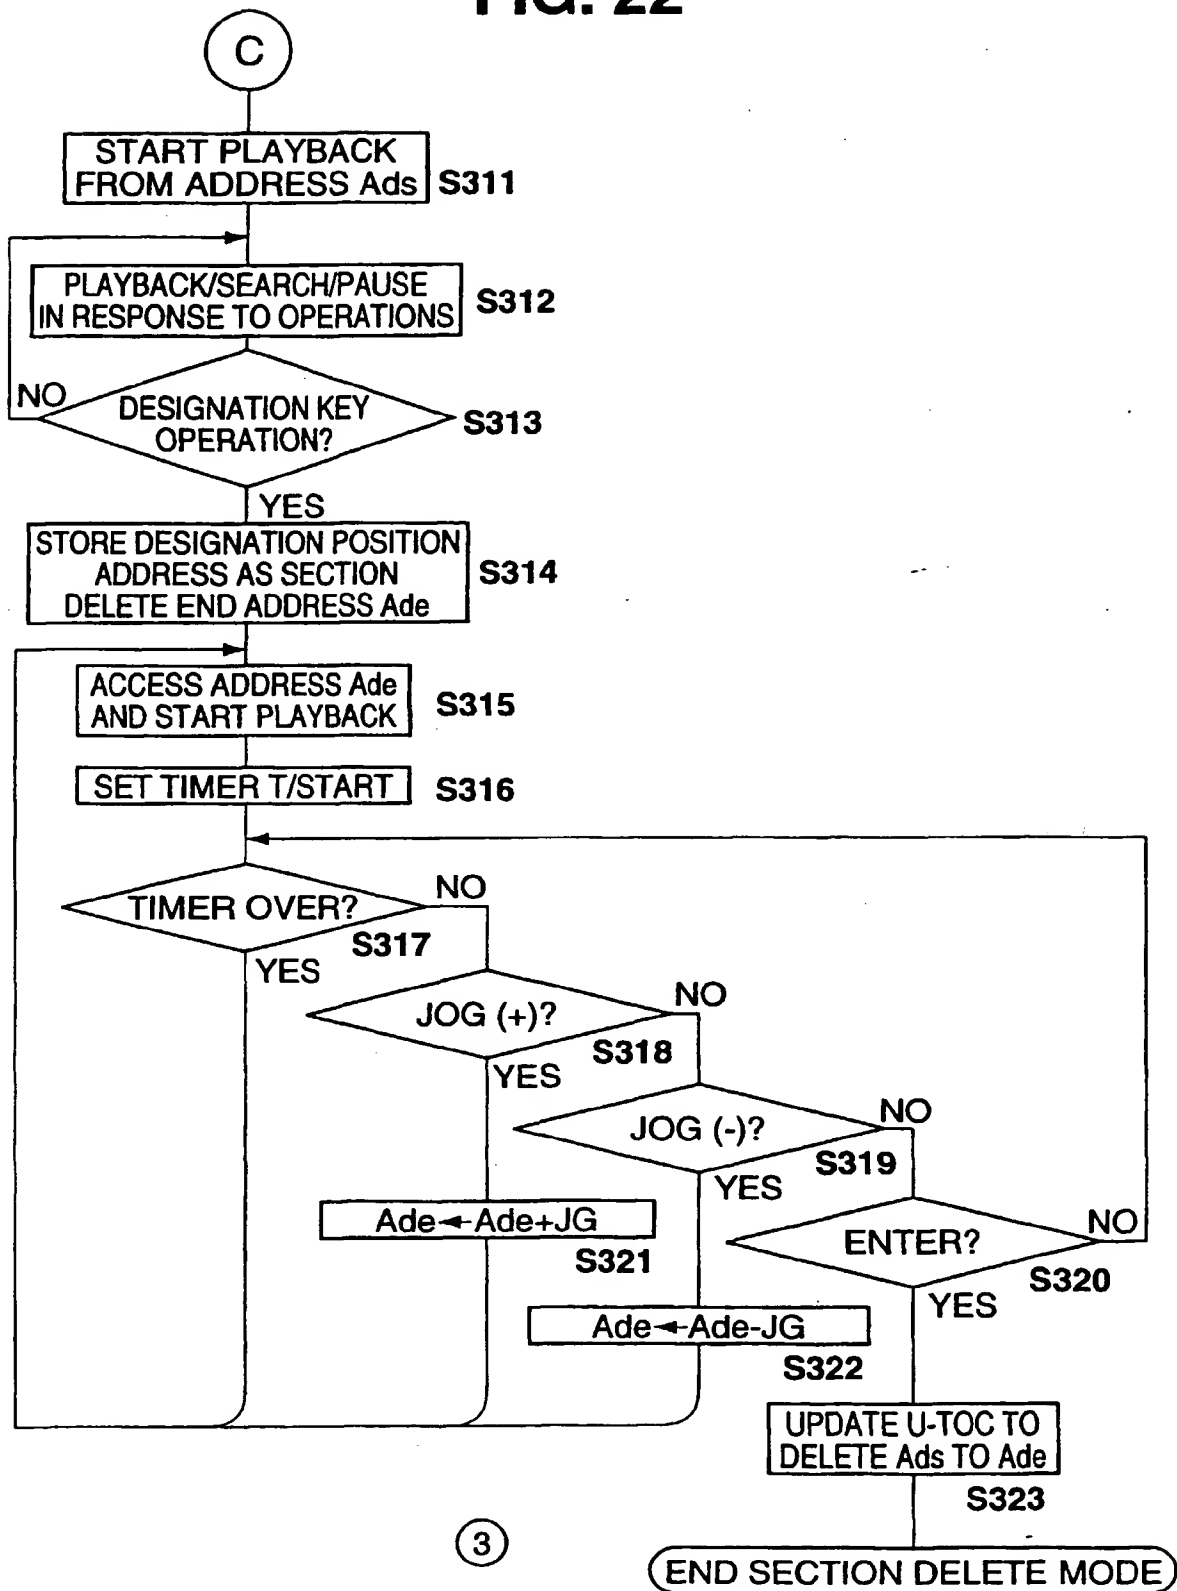 FIG. 22
C
START PLAYBACK
FROM ADDRESS Ads
S311
PLAYBACK/SEARCH/PAUSE
IN RESPONSE TO OPERATIONS
S312
NO
DESIGNATION KEY
OPERATION?
S313
YES
STORE DESIGNATION POSITION
ADDRESS AS SECTION
DELETE END ADDRESS Ade
S314
ACCESS ADDRESS Ade
AND START PLAYBACK
S315
SET TIMER T/START
S316
TIMER OVER?
NO
S317
YES
JOG (+)?
NO
S318
YES
JOG (-)?
NO
S319
YES
Ade←Ade+JG
S321
ENTER?
NO
S320
YES
Ade←Ade-JG
S322
UPDATE U-TOC TO
DELETE Ads TO Ade
S323
3
END SECTION DELETE MODE